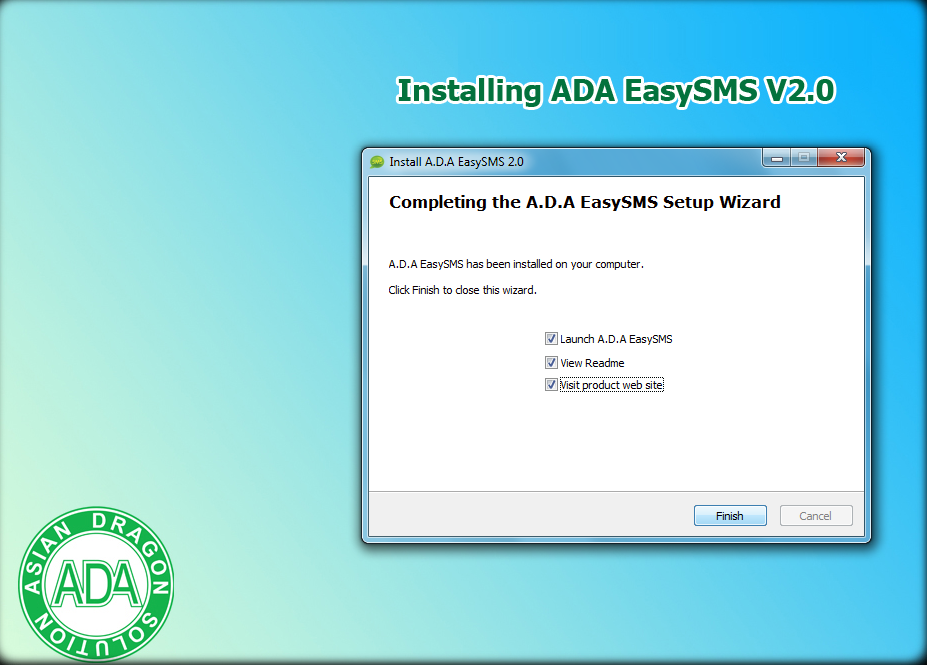 Installing ADA EasySMS V2.0
Install A.D.A EasySMS 2.0
Completing the A.D.A EasySMS Setup Wizard
A.D.A EasySMS has been installed on your computer.
Click Finish to close this wizard.
Launch A.D.A EasySMS
View Readme
Visit product web site
Finish
Cancel
ASIAN DRAGON SOLUTION
ADA